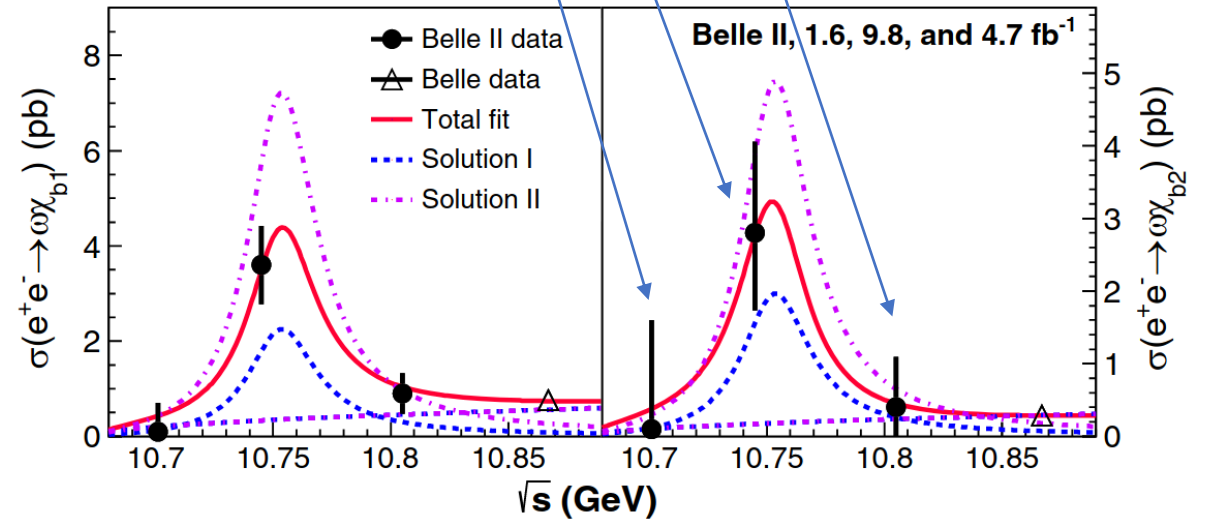 8
6
4
2
0
σ(e⁺e⁻→ωχb1) (pb)
Belle II data
Belle data
Total fit
Solution I
Solution II
Belle II, 1.6, 9.8, and 4.7 fb⁻¹
5
4
3
2
1
0
σ(e⁺e⁻→ωχb2) (pb)
10.7 10.75 10.8 10.85 10.7 10.75 10.8 10.85
√s (GeV)